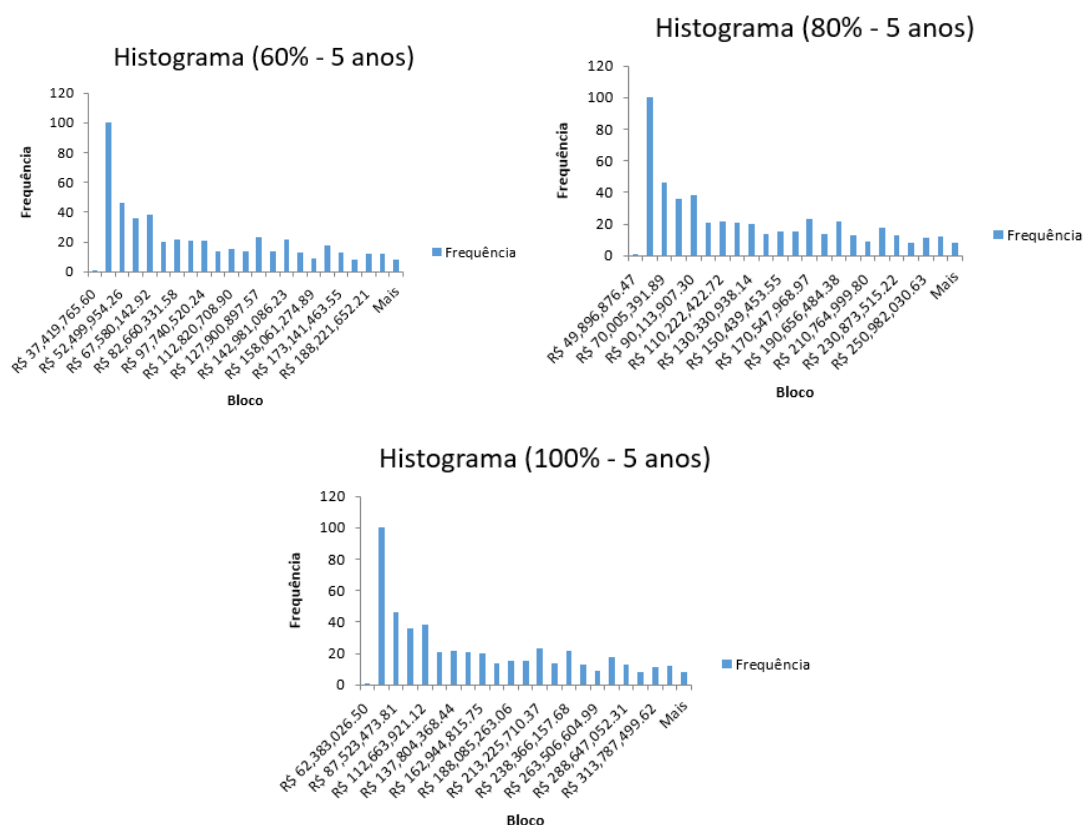 Histograma (60% - 5 anos)
120
100
80
60
40
20
0
Frequência
Frequência
R$ 37,419,765.60
R$ 52,499,954.26
R$ 67,580,142.92
R$ 82,660,331.58
R$ 97,740,520.24
R$ 112,820,708.90
R$ 127,900,897.57
R$ 142,981,086.23
R$ 158,061,274.89
R$ 173,141,463.55
R$ 188,221,652.21
Mais
Bloco
Histograma (80% - 5 anos)
120
100
80
60
40
20
0
Frequência
Frequência
R$ 49,896,876.47
R$ 70,005,391.89
R$ 90,113,907.30
R$ 110,222,422.72
R$ 130,330,938.14
R$ 150,439,453.55
R$ 170,547,968.97
R$ 190,656,484.38
R$ 210,764,999.80
R$ 230,873,515.22
R$ 250,982,030.63
Mais
Bloco
Histograma (100% - 5 anos)
120
100
80
60
40
20
0
Frequência
Frequência
R$ 62,383,026.50
R$ 87,523,473.81
R$ 112,663,921.12
R$ 137,804,368.44
R$ 162,944,815.75
R$ 188,085,263.06
R$ 213,225,710.37
R$ 238,366,157.68
R$ 263,506,604.99
R$ 288,647,052.31
R$ 313,787,499.62
Mais
Bloco